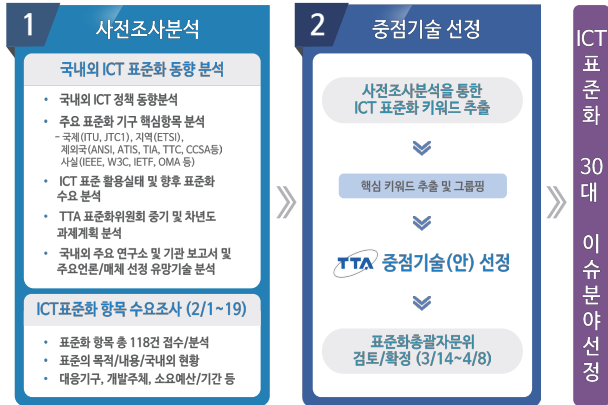 1 사전조사분석
국내외 ICT 표준화 동향 분석
• 국내외 ICT 정책 동향분석
• 주요 표준화 기구 핵심항목 분석
- 국제(ITU, JTC1), 지역(ETSI),
제외국(ANSI, ATIS, TIA, TTC, CCSA등)
사실(IEEE, W3C, IETF, OMA 등)
• ICT 표준 활용실태 및 향후 표준화
수요 분석
• TTA 표준화위원회 중기 및 차년도
과제계획 분석
• 국내외 주요 연구소 및 기관 보고서 및
주요언론/매체 선정 유망기술 분석
ICT표준화 항목 수요조사 (2/1~19)
• 표준화 항목 총 118건 접수/분석
• 표준의 목적/내용/국내외 현황
• 대응기구, 개발주체, 소요예산/기간 등
2 중점기술 선정
사전조사분석을 통한
ICT 표준화 키워드 추출
핵심 키워드 추출 및 그룹핑
TTA 중점기술(안) 선정
표준화총괄자문위
검토/확정 (3/14~4/8)
ICT
표
준
화
30
대
이
슈
분
야
선
정